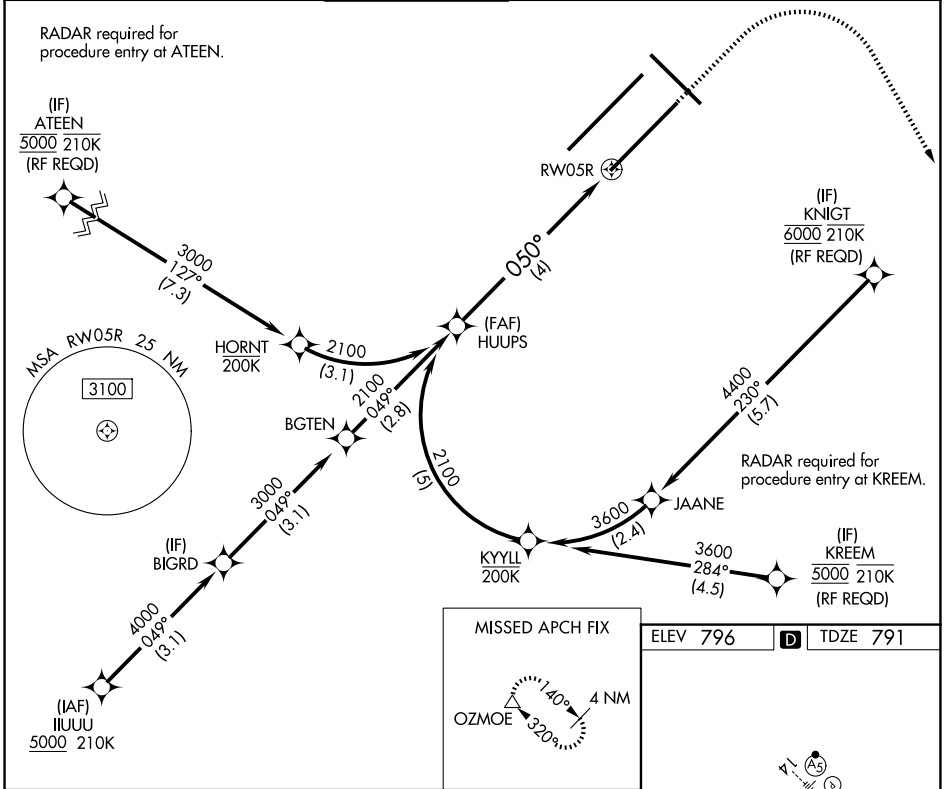 RADAR required for
procedure entry at ATEEN.
(IF)
ATEEN
5000 210K
(RF REQD)
3000
127°
(7.3)
HORNT
200K
2100
(3.1)
MSA RW05R 25 NM
3100
RW05R
050°
(4)
(FAF)
HUUPS
BGTEN
2100
049°
(2.8)
(IF)
KNIGT
6000 210K
(RF REQD)
4400
230°
(5.7)
RADAR required for
procedure entry at KREEM.
JAANE
3600
(2.4)
2100
(5)
KYYLL
200K
3600
284°
(4.5)
(IF)
KREEM
5000 210K
(RF REQD)
3000
049°
(3.1)
(IF)
BIGRD
4000
049°
(3.1)
(IAF)
IIUUU
5000 210K
MISSED APCH FIX
OZMOE
140°
320°
4 NM
ELEV 796
D
TDZE 791
14
A5
P